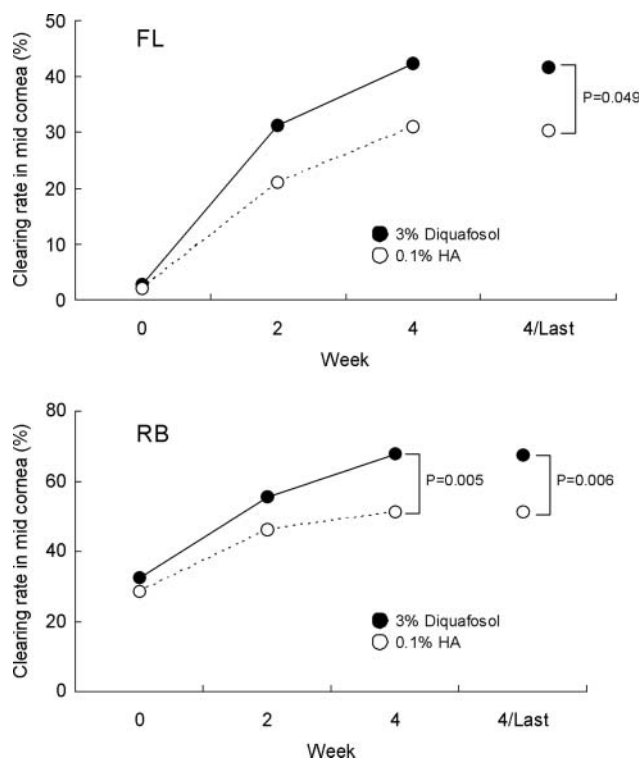 FL
Clearing rate in mid cornea (%)
50
40
30
20
10
0
P=0.049
3% Diquafosol
0.1% HA
0 2 4 4/Last
Week
RB
Clearing rate in mid cornea (%)
80
60
40
20
0
P=0.005 P=0.006
3% Diquafosol
0.1% HA
0 2 4 4/Last
Week